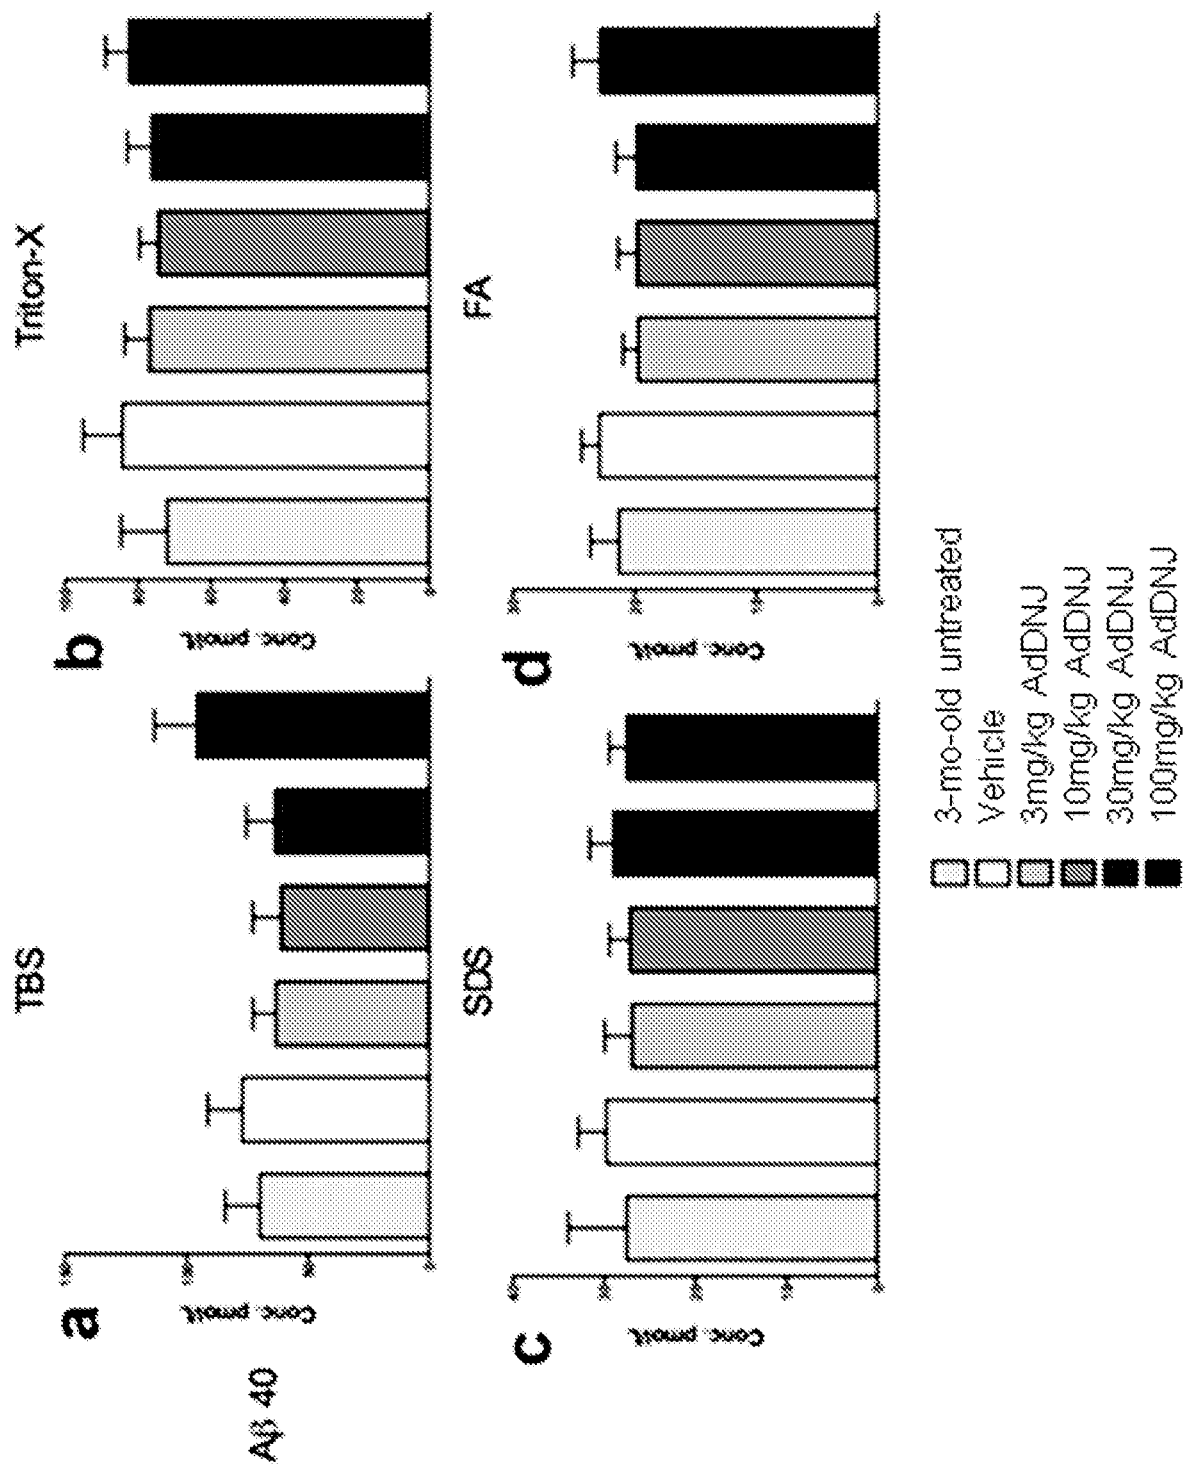 Aβ 40
a
TBS
Conc. pmol/L
b
Triton-X
Conc. pmol/L
c
SDS
Conc. pmol/L
d
FA
Conc. pmol/L
3-mo-old untreated
Vehicle
3mg/kg AdDNJ
10mg/kg AdDNJ
30mg/kg AdDNJ
100mg/kg AdDNJ